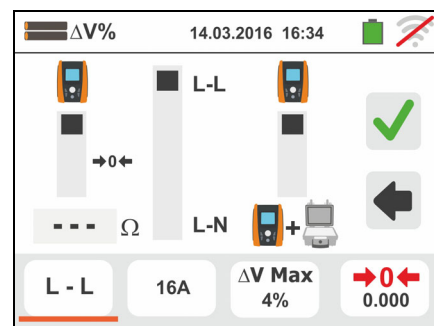 ΔV% 14.03.2016 16:34
L-L
→0←
--- Ω L-N +
L - L 16A ΔV Max 4% →0← 0.000